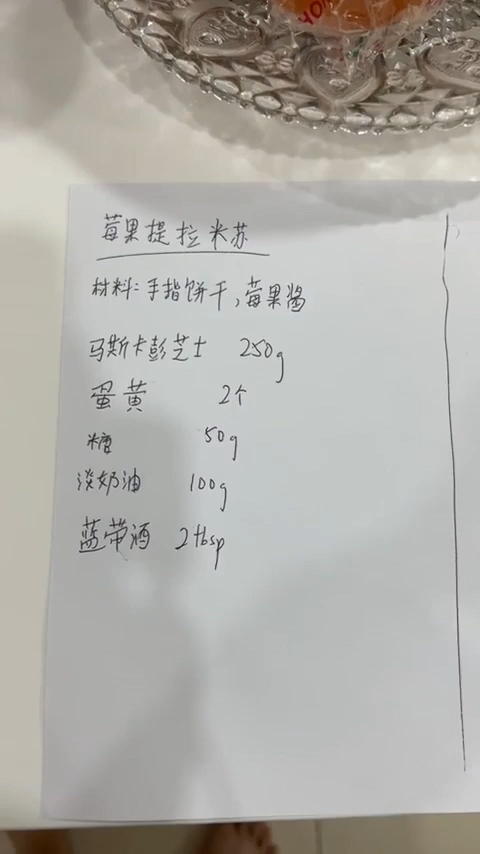 莓果提拉米苏
材料：手指饼干，莓果酱
马斯卡彭芝士 250g
蛋黄 2个
糖 50g
淡奶油 100g
蓝带酒 2tbsp